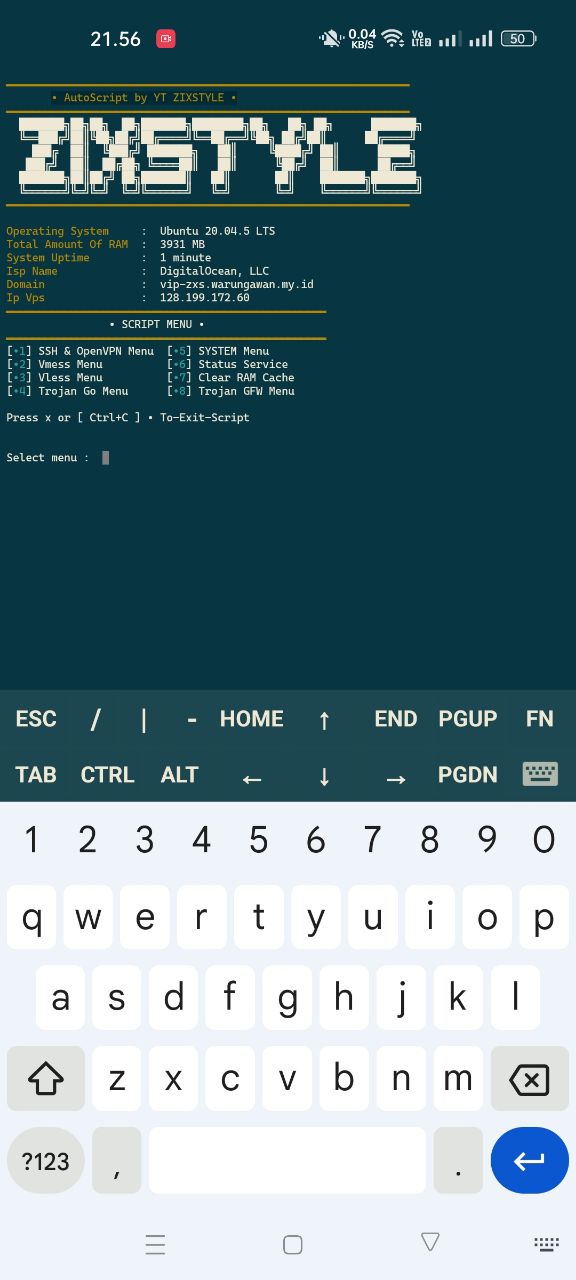 21.56 0.04 KB/S Vo LTE2 50
• AutoScript by YT ZIXSTYLE •
ZIXSTYLE
Operating System : Ubuntu 20.04.5 LTS
Total Amount Of RAM : 3931 MB
System Uptime : 1 minute
Isp Name : DigitalOcean, LLC
Domain : vip-zxs.warungawan.my.id
Ip Vps : 128.199.172.60
• SCRIPT MENU •
[•1] SSH & OpenVPN Menu [•5] SYSTEM Menu
[•2] Vmess Menu [•6] Status Service
[•3] Vless Menu [•7] Clear RAM Cache
[•4] Trojan Go Menu [•8] Trojan GFW Menu
Press x or [ Ctrl+C ] • To-Exit-Script
Select menu :
ESC / | - HOME ↑ END PGUP FN
TAB CTRL ALT ← ↓ → PGDN
1 2 3 4 5 6 7 8 9 0
q w e r t y u i o p
a s d f g h j k l
z x c v b n m
?123 , .